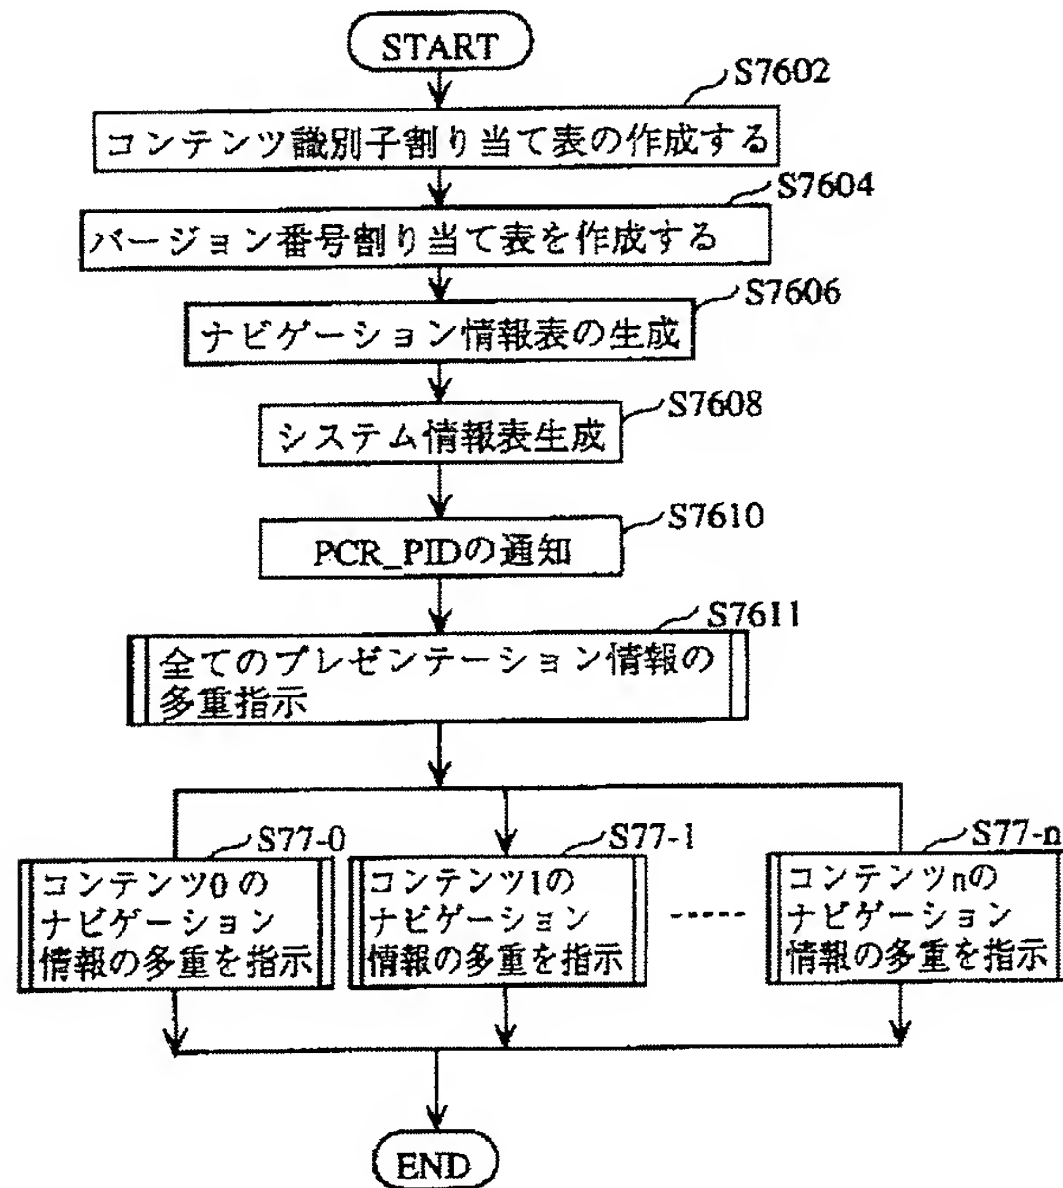 START
S7602
コンテンツ識別子割り当て表の作成する
S7604
バージョン番号割り当て表を作成する
S7606
ナビゲーション情報表の生成
S7608
システム情報表生成
S7610
PCR_PIDの通知
S7611
全てのプレゼンテーション情報の
多重指示
S77-0
コンテンツ0の
ナビゲーション
情報の多重を指示
S77-1
コンテンツ1の
ナビゲーション
情報の多重を指示
S77-n
コンテンツnの
ナビゲーション
情報の多重を指示
END